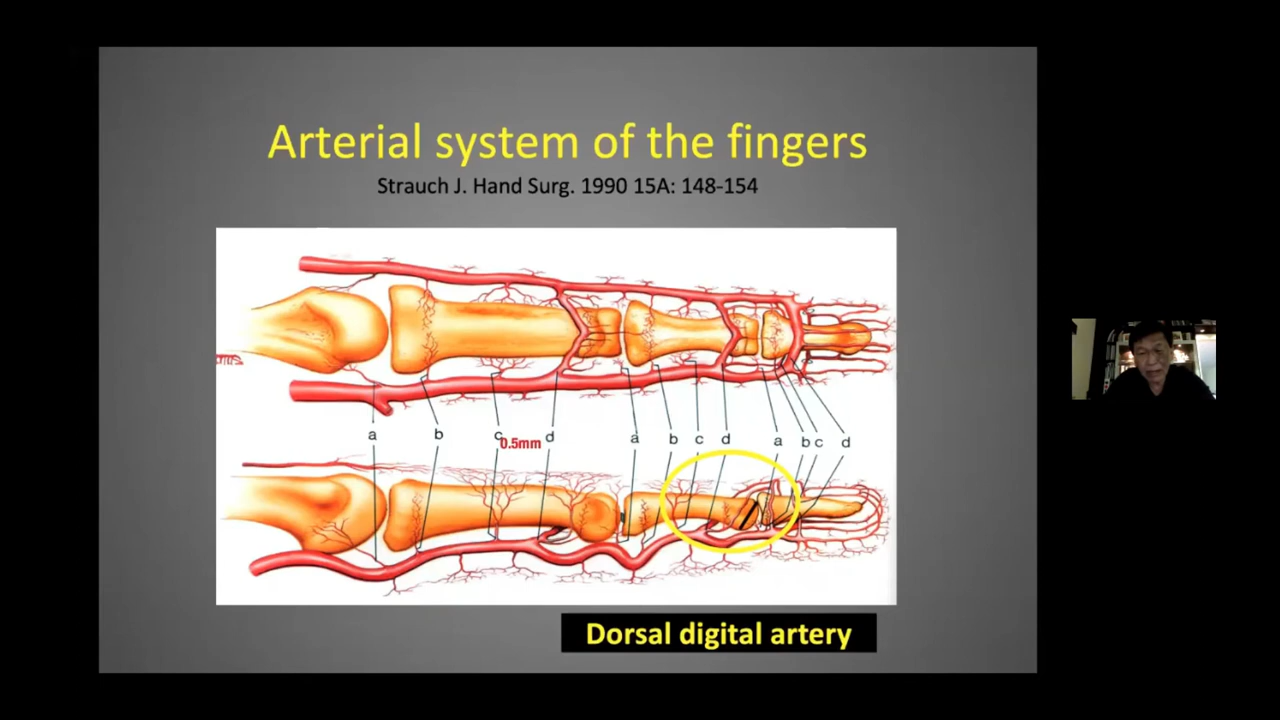 Arterial system of the fingers
Strauch J. Hand Surg. 1990 15A: 148-154
a b c 0.5mm d a b c d a b c d
Dorsal digital artery